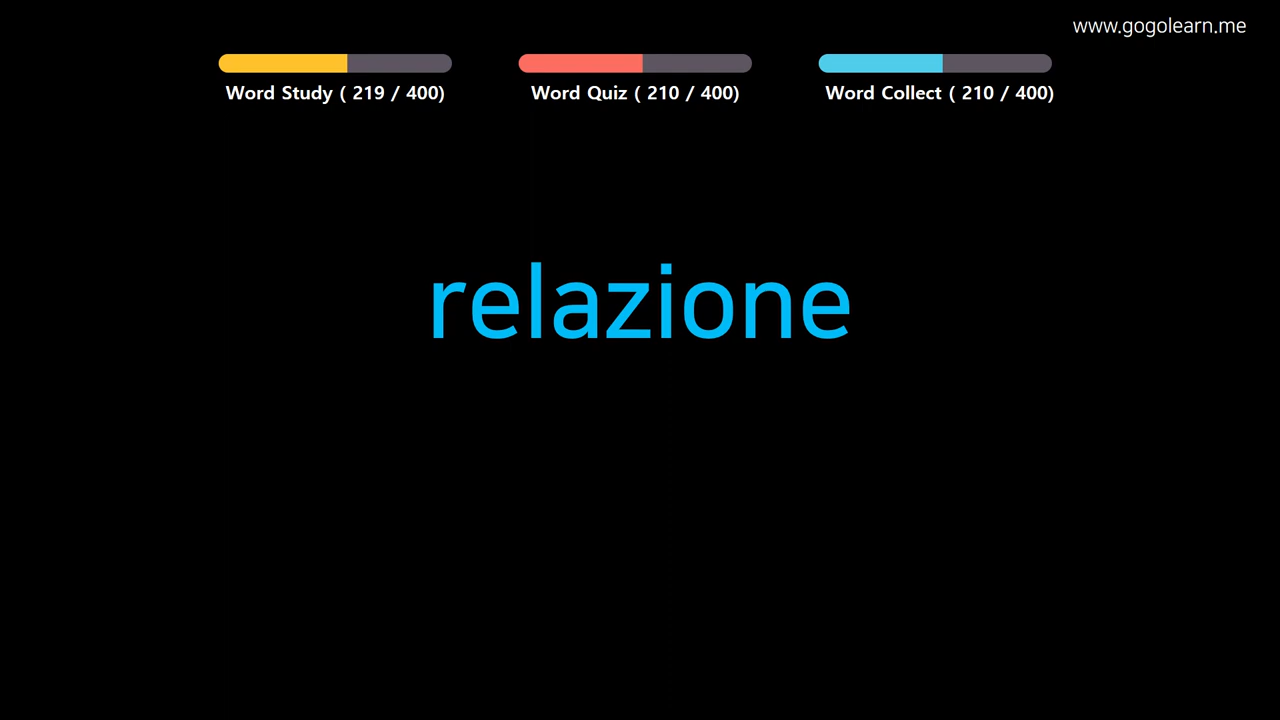 www.gogolearn.me
Word Study ( 219 / 400)
Word Quiz ( 210 / 400)
Word Collect ( 210 / 400)
relazione